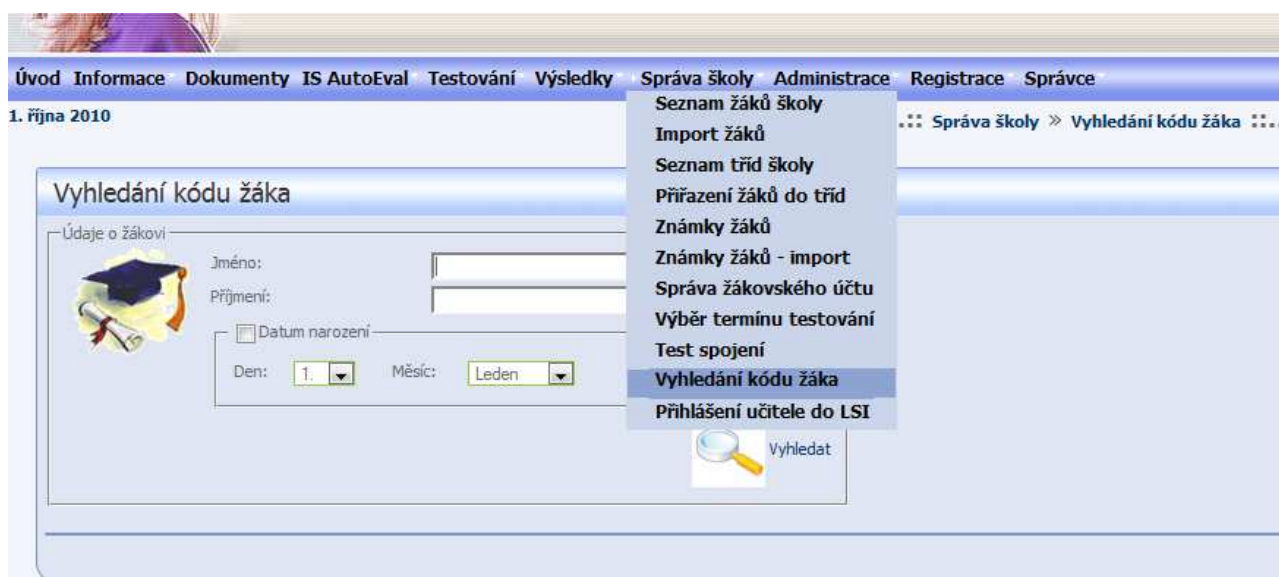 Úvod Informace Dokumenty IS AutoEval Testování Výsledky Správa školy Administrace Registrace Správce
1. října 2010
.:: Správa školy » Vyhledání kódu žáka ::.
Seznam žáků školy
Import žáků
Seznam tříd školy
Přiřazení žáků do tříd
Známky žáků
Známky žáků - import
Správa žákovského účtu
Výběr termínu testování
Test spojení
Vyhledání kódu žáka
Přihlášení učitele do LSI
Vyhledání kódu žáka
Údaje o žákovi
Jméno:
Příjmení:
Datum narození
Den: 1. Měsíc: Leden
Vyhledat